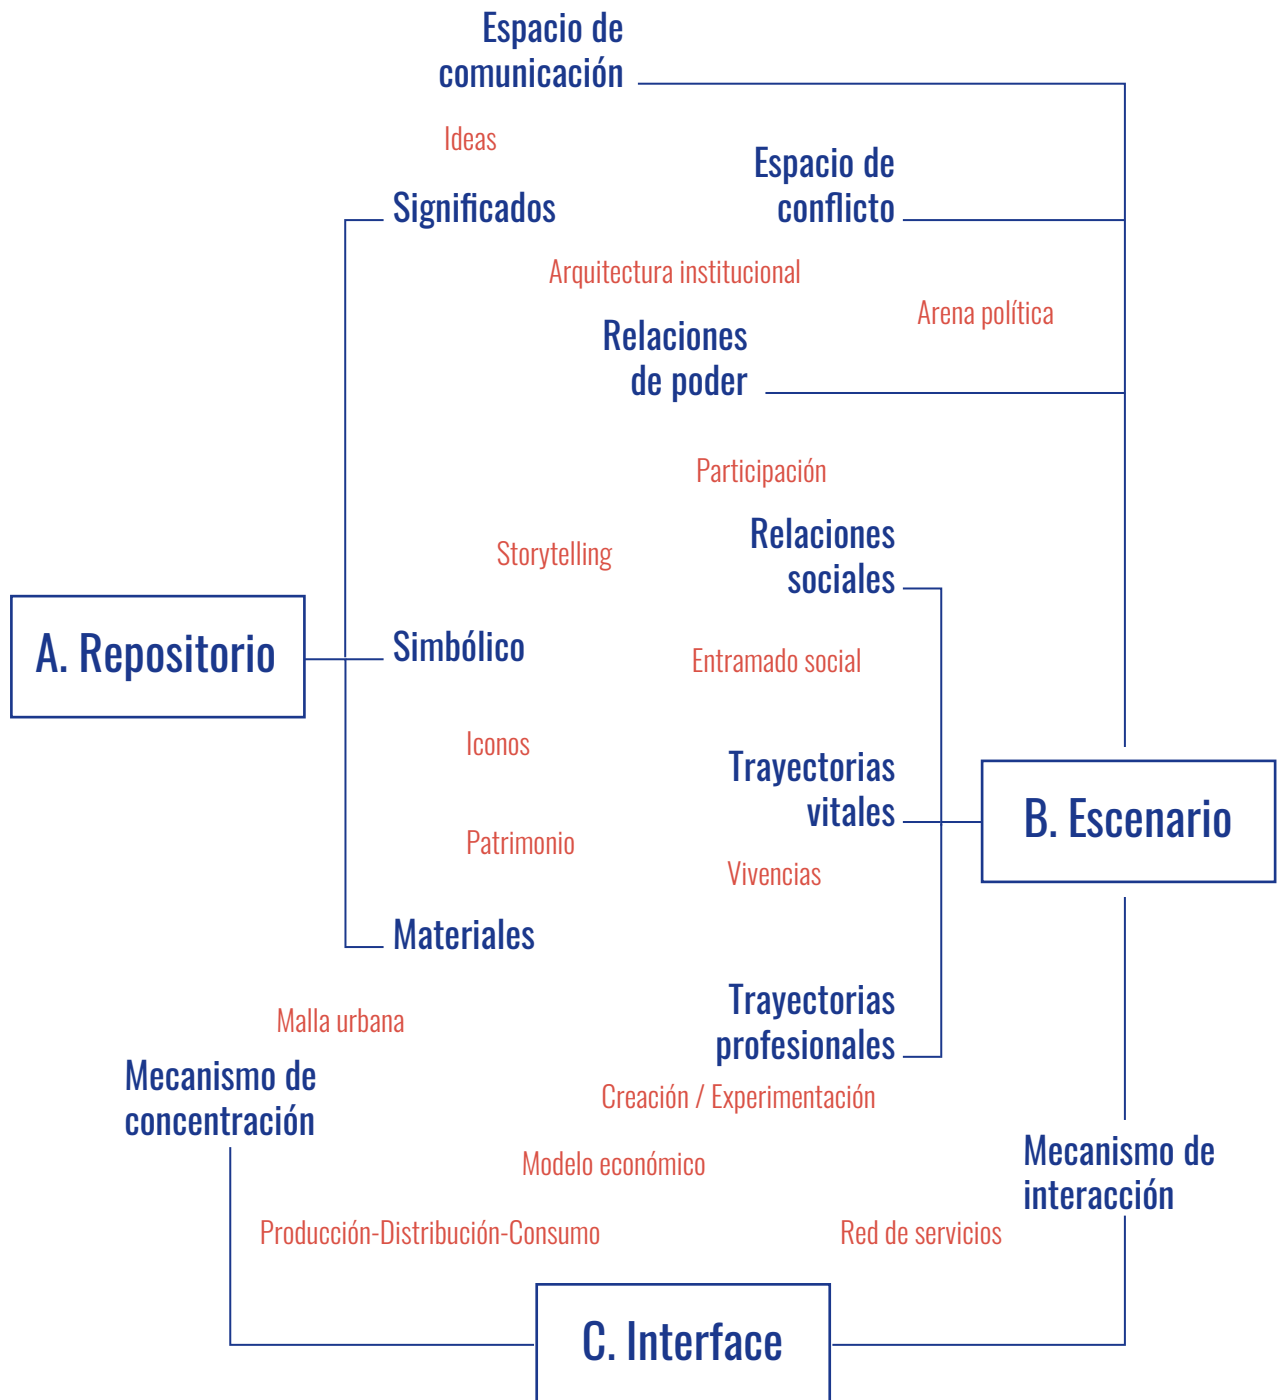 Espacio de
comunicación
Ideas
Espacio de
conflicto
Significados
Arquitectura institucional
Arena política
Relaciones
de poder
Participación
Relaciones
sociales
Storytelling
A. Repositorio
Simbólico
Entramado social
Iconos
Trayectorias
vitales
B. Escenario
Patrimonio
Vivencias
Materiales
Trayectorias
profesionales
Malla urbana
Mecanismo de
concentración
Creación / Experimentación
Mecanismo de
interacción
Modelo económico
Producción-Distribución-Consumo
Red de servicios
C. Interface